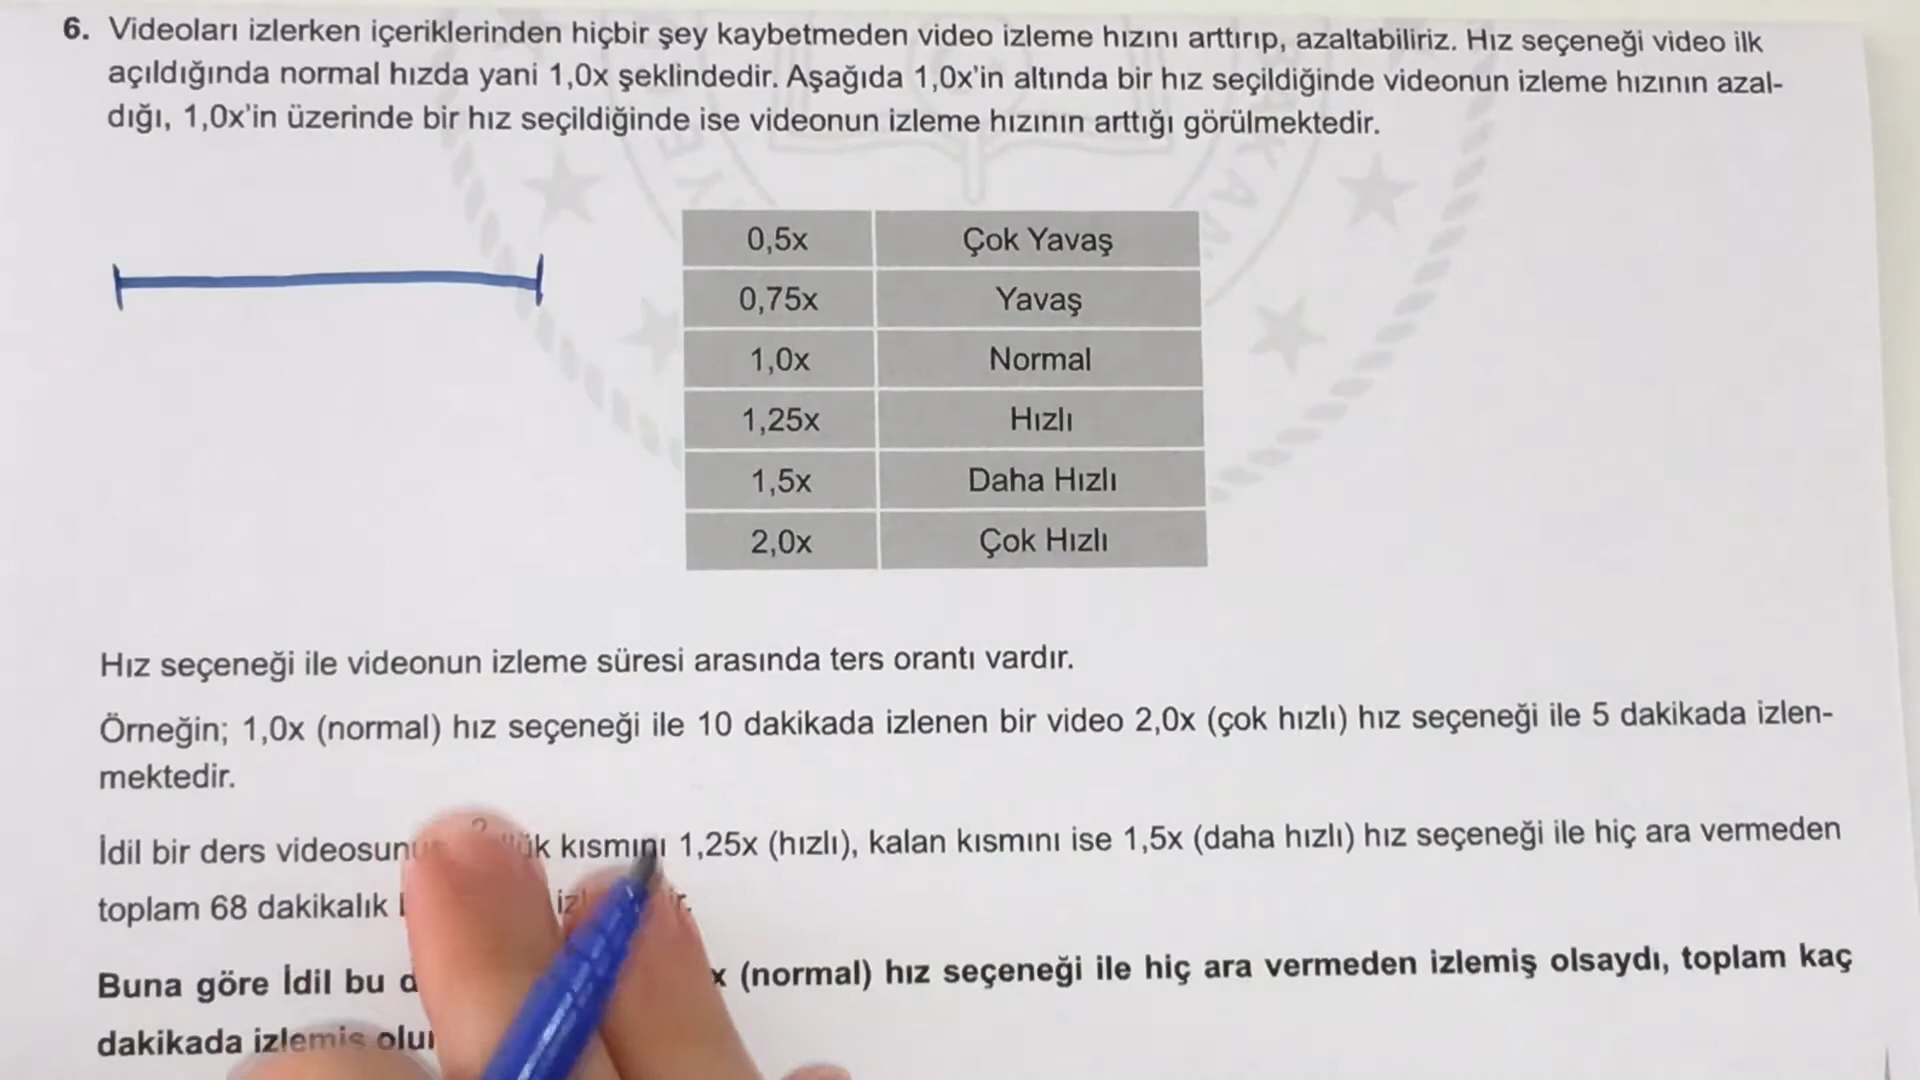 6. Videoları izlerken içeriklerinden hiçbir şey kaybetmeden video izleme hızını arttırıp, azaltabiliriz. Hız seçeneği video ilk
açıldığında normal hızda yani 1,0x şeklindedir. Aşağıda 1,0x'in altında bir hız seçildiğinde videonun izleme hızının azal-
dığı, 1,0x'in üzerinde bir hız seçildiğinde ise videonun izleme hızının arttığı görülmektedir.
0,5x Çok Yavaş
0,75x Yavaş
1,0x Normal
1,25x Hızlı
1,5x Daha Hızlı
2,0x Çok Hızlı
Hız seçeneği ile videonun izleme süresi arasında ters orantı vardır.
Örneğin; 1,0x (normal) hız seçeneği ile 10 dakikada izlenen bir video 2,0x (çok hızlı) hız seçeneği ile 5 dakikada izlen-
mektedir.
İdil bir ders videosunu kısmını 1,25x (hızlı), kalan kısmını ise 1,5x (daha hızlı) hız seçeneği ile hiç ara vermeden
toplam 68 dakikalık
Buna göre İdil bu x (normal) hız seçeneği ile hiç ara vermeden izlemiş olsaydı, toplam kaç
dakikada izlemiş